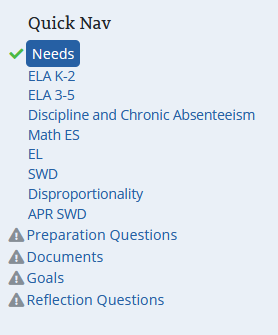 Quick Nav
Needs
ELA K-2
ELA 3-5
Discipline and Chronic Absenteeism
Math ES
EL
SWD
Disproportionality
APR SWD
Preparation Questions
Documents
Goals
Reflection Questions